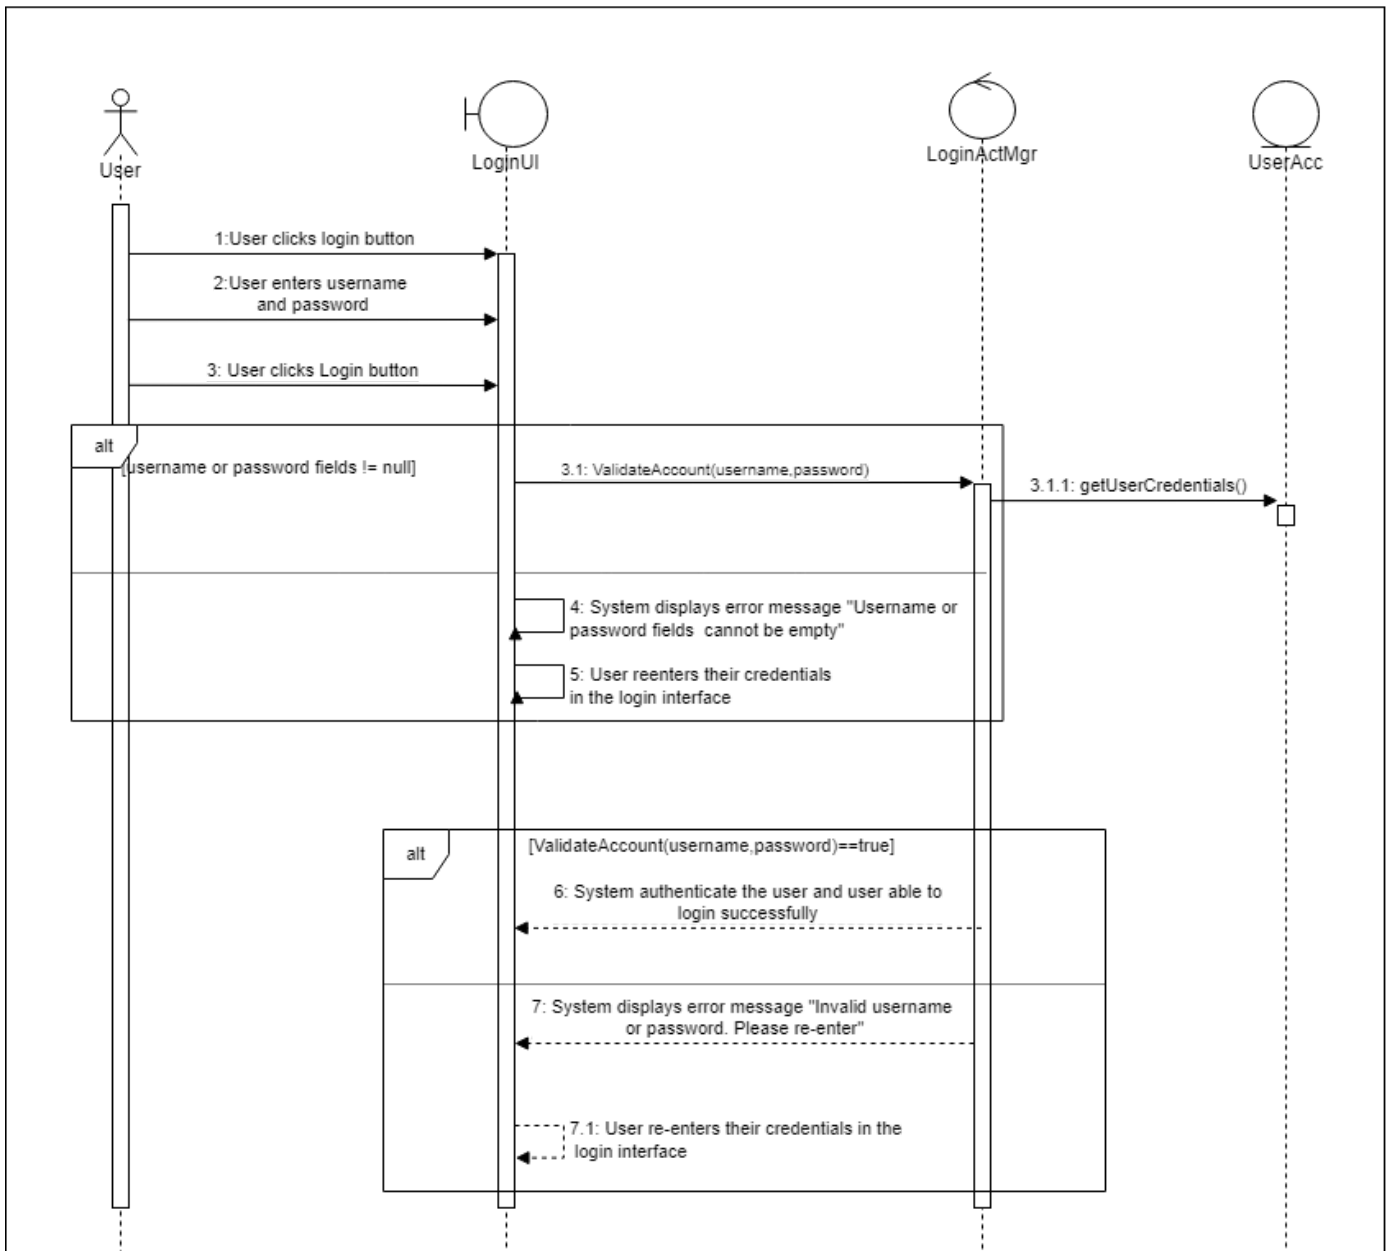 User
LoginUI
LoginActMgr
UserAcc
1:User clicks login button
2:User enters username
and password
3: User clicks Login button
alt
[username or password fields != null]
3.1: ValidateAccount(username,password)
3.1.1: getUserCredentials()
4: System displays error message "Username or
password fields  cannot be empty"
5: User reenters their credentials
in the login interface
alt
[ValidateAccount(username,password)==true]
6: System authenticate the user and user able to
login successfully
7: System displays error message "Invalid username
or password. Please re-enter"
7.1: User re-enters their credentials in the
login interface